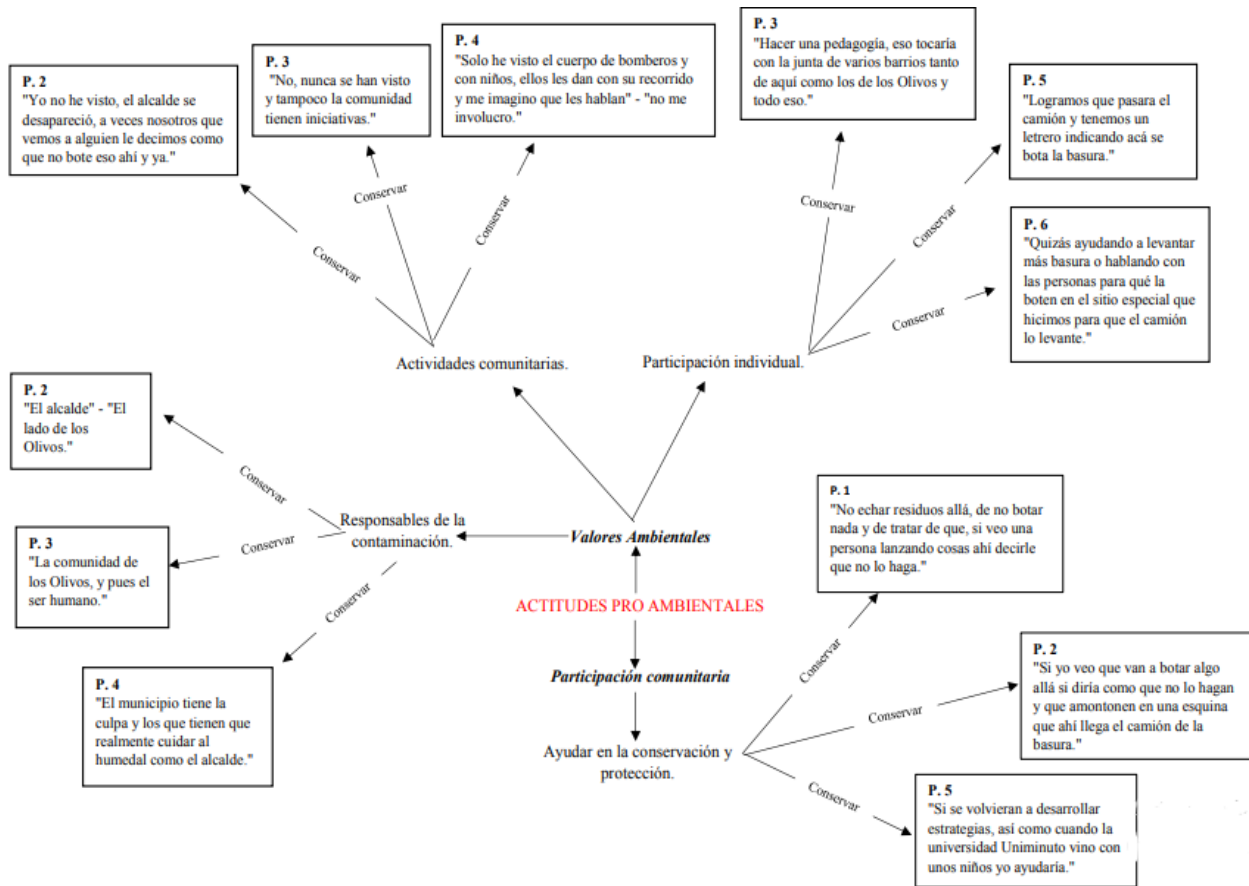 P. 2
"Yo no he visto, el alcalde se
desapareció, a veces nosotros que
vemos a alguien le decimos como
que no bote eso ahí y ya."
P. 3
"No, nunca se han visto
y tampoco la comunidad
tienen iniciativas."
P. 4
"Solo he visto el cuerpo de bomberos y
con niños, ellos les dan con su recorrido
y me imagino que les hablan" - "no me
involucro."
P. 3
"Hacer una pedagogía, eso tocaría
con la junta de varios barrios tanto
de aquí como los de los Olivos y
todo eso."
P. 5
"Logramos que pasara el
camión y tenemos un
letrero indicando acá se
bota la basura."
P. 6
"Quizás ayudando a levantar
más basura o hablando con
las personas para qué la
boten en el sitio especial que
hicimos para que el camión
lo levante."
Conservar
Conservar
Conservar
Conservar
Conservar
Conservar
Actividades comunitarias.
Participación individual.
P. 2
"El alcalde" - "El
lado de los
Olivos."
P. 3
"La comunidad de
los Olivos, y pues el
ser humano."
P. 4
"El municipio tiene la
culpa y los que tienen que
realmente cuidar al
humedal como el alcalde."
Conservar
Conservar
Conservar
Responsables de la
contaminación.
Valores Ambientales
ACTITUDES PRO AMBIENTALES
Participación comunitaria
Ayudar en la conservación y
protección.
Conservar
Conservar
Conservar
P. 1
"No echar residuos allá, de no botar
nada y de tratar de que, si veo una
persona lanzando cosas ahí decirle
que no lo haga."
P. 2
"Si yo veo que van a botar algo
allá si diría como que no lo hagan
y que amontonen en una esquina
que ahí llega el camión de la
basura."
P. 5
"Si se volvieran a desarrollar
estrategias, así como cuando la
universidad Uniminuto vino con
unos niños yo ayudaría."